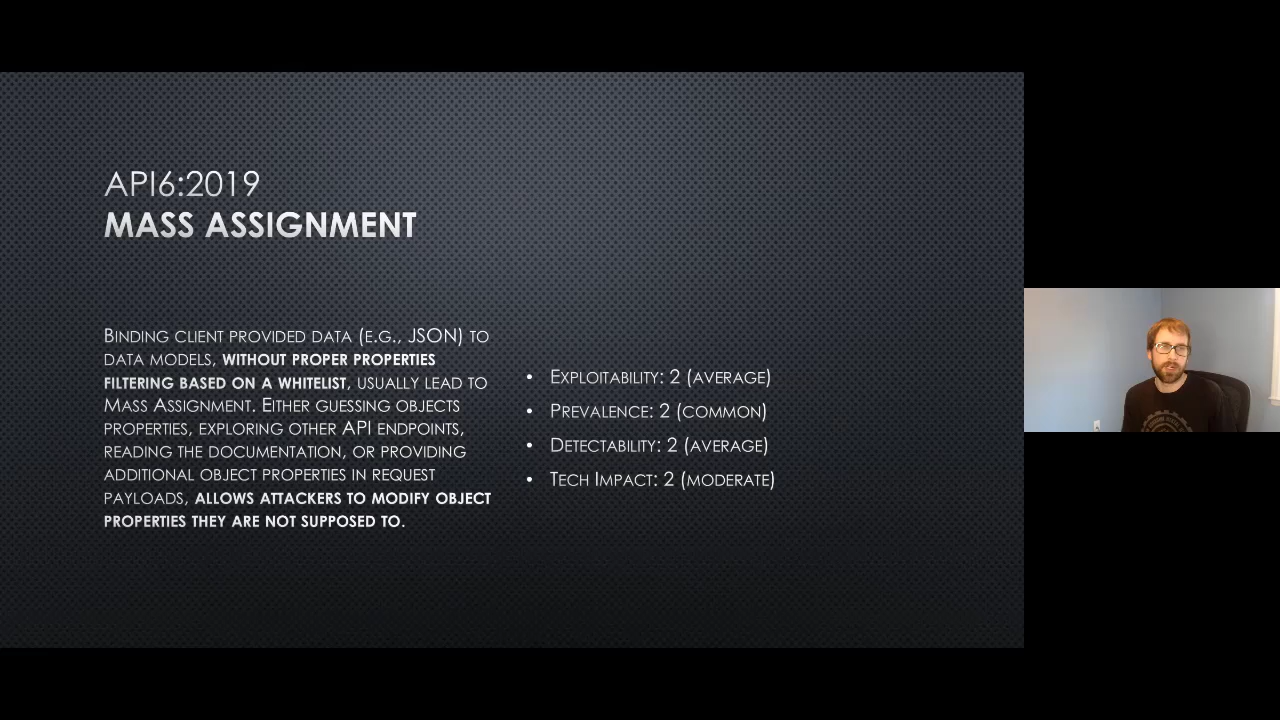 API6:2019
MASS ASSIGNMENT
BINDING CLIENT PROVIDED DATA (E.G., JSON) TO
DATA MODELS, WITHOUT PROPER PROPERTIES
FILTERING BASED ON A WHITELIST, USUALLY LEAD TO
MASS ASSIGNMENT. EITHER GUESSING OBJECTS
PROPERTIES, EXPLORING OTHER API ENDPOINTS,
READING THE DOCUMENTATION, OR PROVIDING
ADDITIONAL OBJECT PROPERTIES IN REQUEST
PAYLOADS, ALLOWS ATTACKERS TO MODIFY OBJECT
PROPERTIES THEY ARE NOT SUPPOSED TO.
• EXPLOITABILITY: 2 (AVERAGE)
• PREVALENCE: 2 (COMMON)
• DETECTABILITY: 2 (AVERAGE)
• TECH IMPACT: 2 (MODERATE)